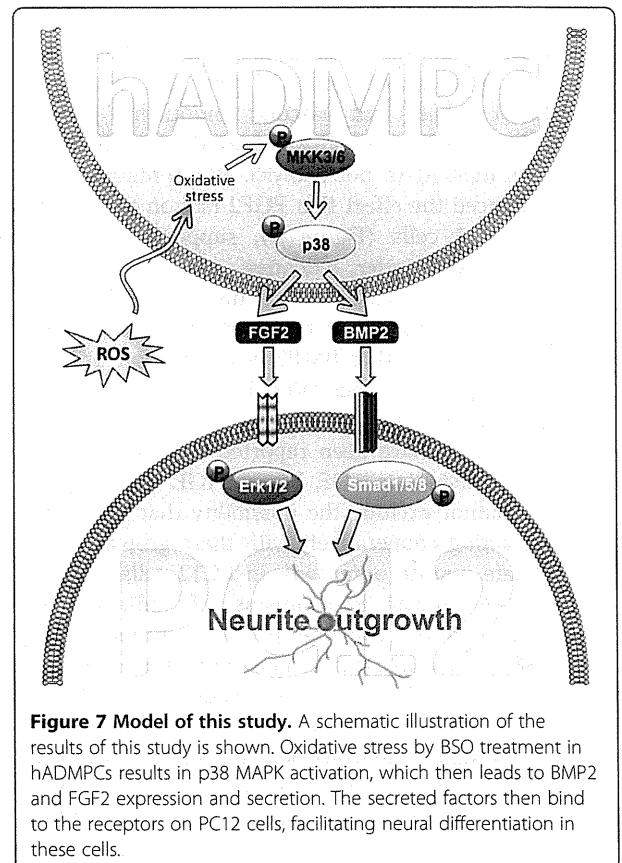 hADMPC
P
MKK3/6
Oxidative
stress
P
p38
ROS
FGF2
BMP2
P
Erk1/2
Smad1/5/8
P
Neurite outgrowth
PC12
Figure 7 Model of this study. A schematic illustration of the
results of this study is shown. Oxidative stress by BSO treatment in
hADMPCs results in p38 MAPK activation, which then leads to BMP2
and FGF2 expression and secretion. The secreted factors then bind
to the receptors on PC12 cells, facilitating neural differentiation in
these cells.